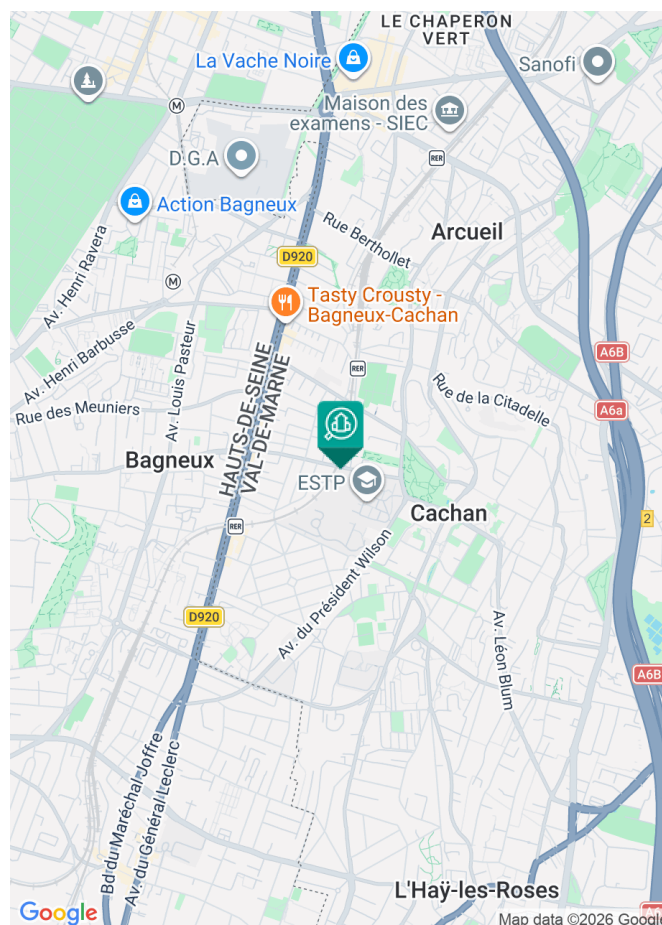 LE CHAPERON
VERT
La Vache Noire
Sanofi
Maison des
examens - SIEC
M
D.G.A
RER
Action Bagneux
Rue Berthollet
Arcueil
D920
Av. Henri Ravera
M
Tasty Crousty -
Bagneux-Cachan
A6B
Av. Henri Barbusse
Av. Louis Pasteur
HAUTS-DE-SEINE
VAL-DE-MARNE
RER
Rue de la Citadelle
A6a
Rue des Meuniers
Bagneux
ESTP
Cachan
2
RER
Av. du Président Wilson
D920
Av. Léon Blum
A6B
Bd du Maréchal Joffre
Av. du Général Leclerc
L'Haÿ-les-Roses
Google
Map data ©2026 Google